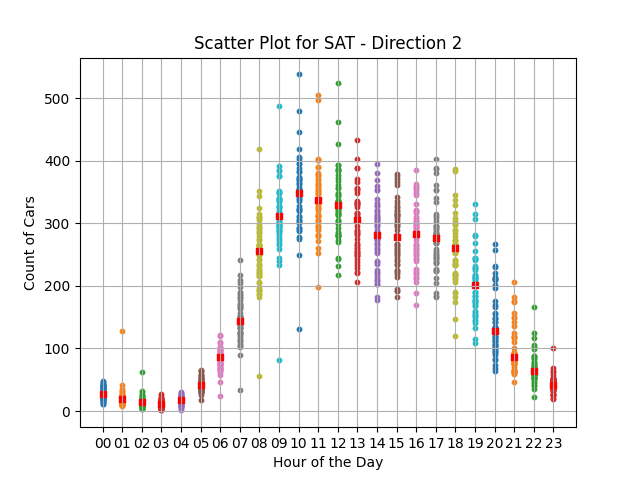 Scatter Plot for SAT - Direction 2
500
400
300
200
100
0
Count of Cars
00 01 02 03 04 05 06 07 08 09 10 11 12 13 14 15 16 17 18 19 20 21 22 23
Hour of the Day